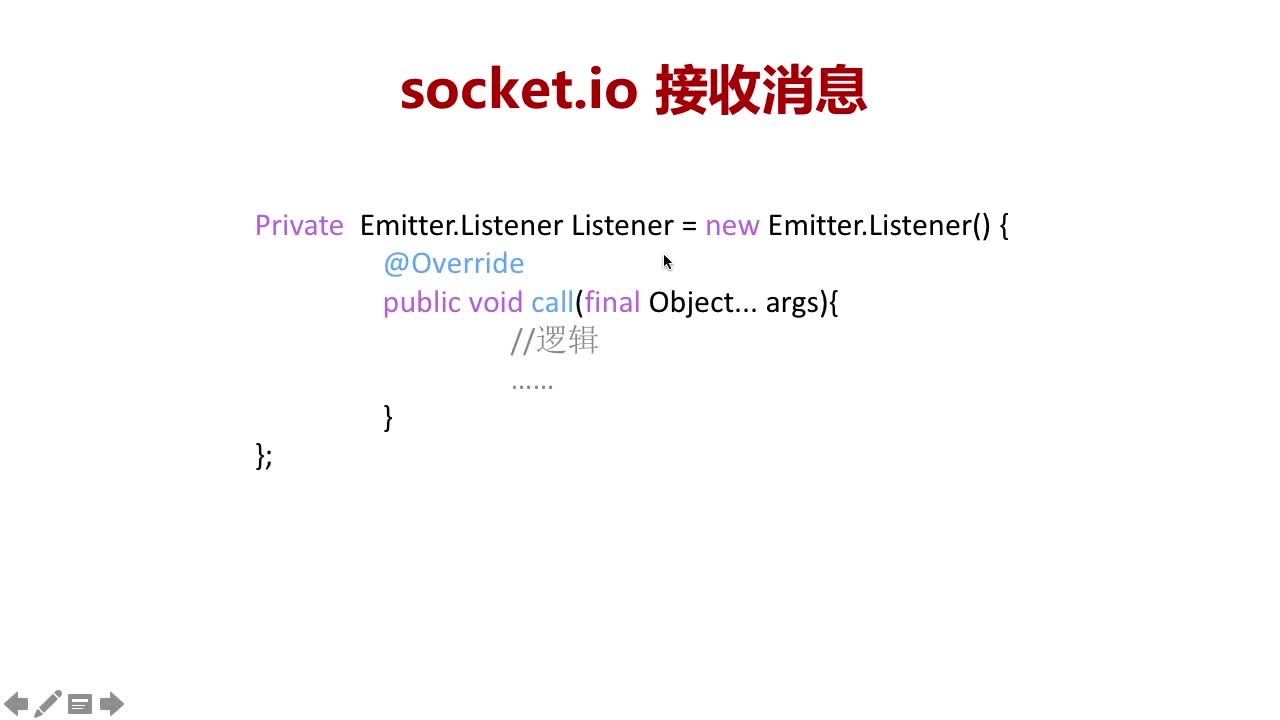 socket.io 接收消息
Private  Emitter.Listener Listener = new Emitter.Listener() {
@Override
public void call(final Object... args){
//逻辑
……
}
};